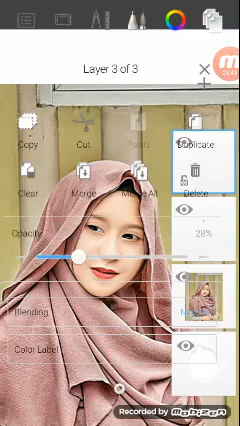 Layer 3 of 3
Copy Cut Paste Duplicate
Clear Merge Merge All Delete
Opacity 28%
Blending
Color Label
Recorded by Mobizen